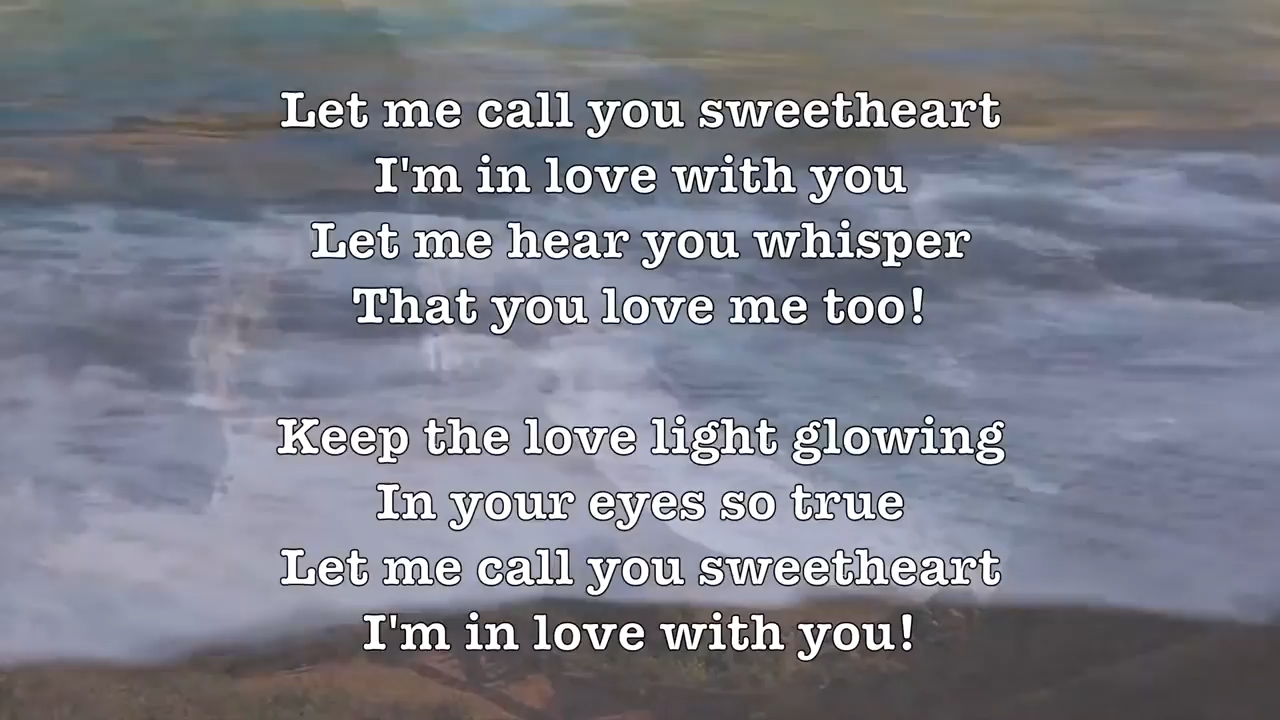 Let me call you sweetheart
I'm in love with you
Let me hear you whisper
That you love me too!
Keep the love light glowing
In your eyes so true
Let me call you sweetheart
I'm in love with you!